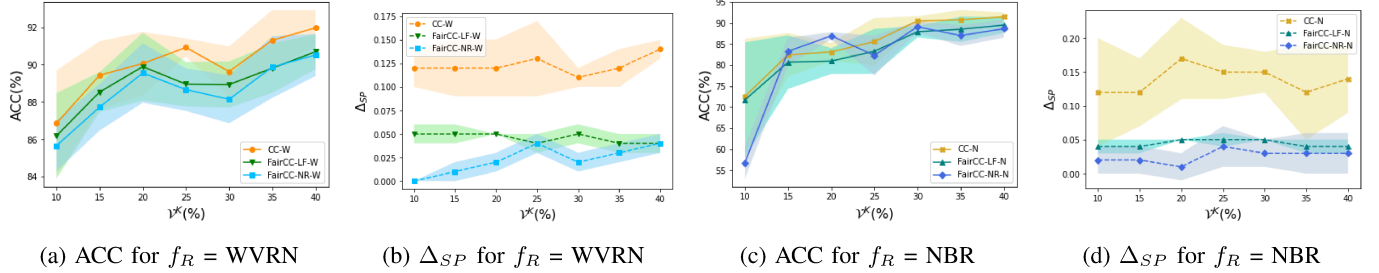 92
90
88
86
84
ACC(%)
10 15 20 25 30 35 40
𝒱ᴷ(%)
CC-W
FairCC-LF-W
FairCC-NR-W
(a) ACC for f_R = WVRN
0.175
0.150
0.125
0.100
0.075
0.050
0.025
0.000
Δ_SP
10 15 20 25 30 35 40
𝒱ᴷ(%)
CC-W
FairCC-LF-W
FairCC-NR-W
(b) Δ_SP for f_R = WVRN
95
90
85
80
75
70
65
60
55
ACC(%)
10 15 20 25 30 35 40
𝒱ᴷ(%)
CC-N
FairCC-LF-N
FairCC-NR-N
(c) ACC for f_R = NBR
0.20
0.15
0.10
0.05
0.00
Δ_SP
10 15 20 25 30 35 40
𝒱ᴷ(%)
CC-N
FairCC-LF-N
FairCC-NR-N
(d) Δ_SP for f_R = NBR